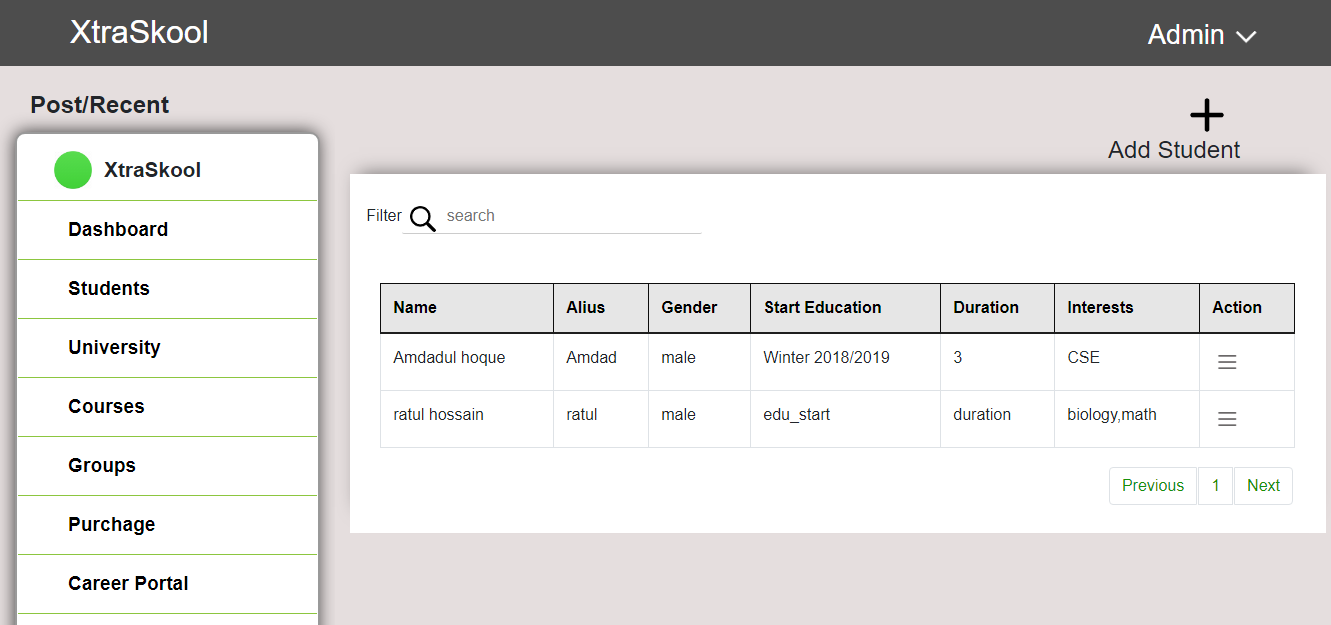 XtraSkool
Admin
Post/Recent
XtraSkool
Dashboard
Students
University
Courses
Groups
Purchage
Career Portal
Add Student
Filter search
Name Alius Gender Start Education Duration Interests Action
Amdadul hoque Amdad male Winter 2018/2019 3 CSE
ratul hossain ratul male edu_start duration biology,math
Previous 1 Next